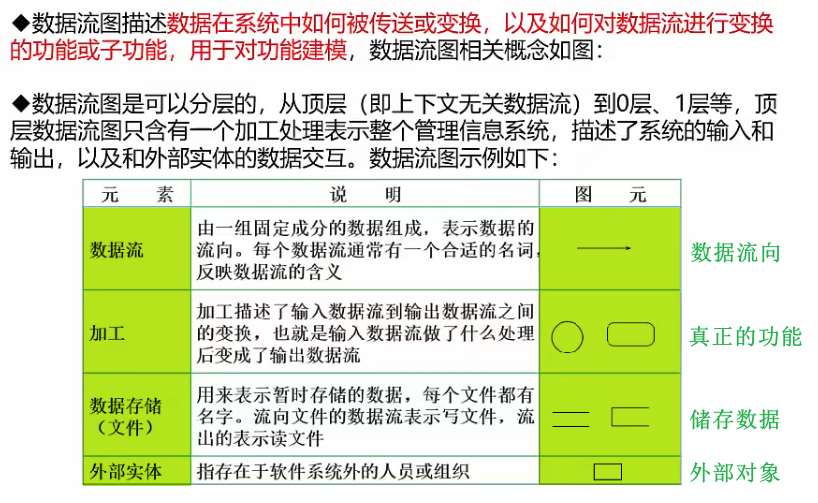 ◆数据流图描述数据在系统中如何被传送或变换，以及如何对数据流进行变换
的功能或子功能，用于对功能建模，数据流图相关概念如图：
◆数据流图是可以分层的，从顶层（即上下文无关数据流）到0层、1层等，顶
层数据流图只含有一个加工处理表示整个管理信息系统，描述了系统的输入和
输出，以及和外部实体的数据交互。数据流图示例如下：
元 素 说 明 图 元
数据流
由一组固定成分的数据组成，表示数据的
流向。每个数据流通常有一个合适的名词，
反映数据流的含义
数据流向
加工
加工描述了输入数据流到输出数据流之间
的变换，也就是输入数据流做了什么处理
后变成了输出数据流
真正的功能
数据存储
（文件）
用来表示暂时存储的数据，每个文件都有
名字。流向文件的数据流表示写文件，流
出的表示读文件
储存数据
外部实体 指存在于软件系统外的人员或组织 外部对象